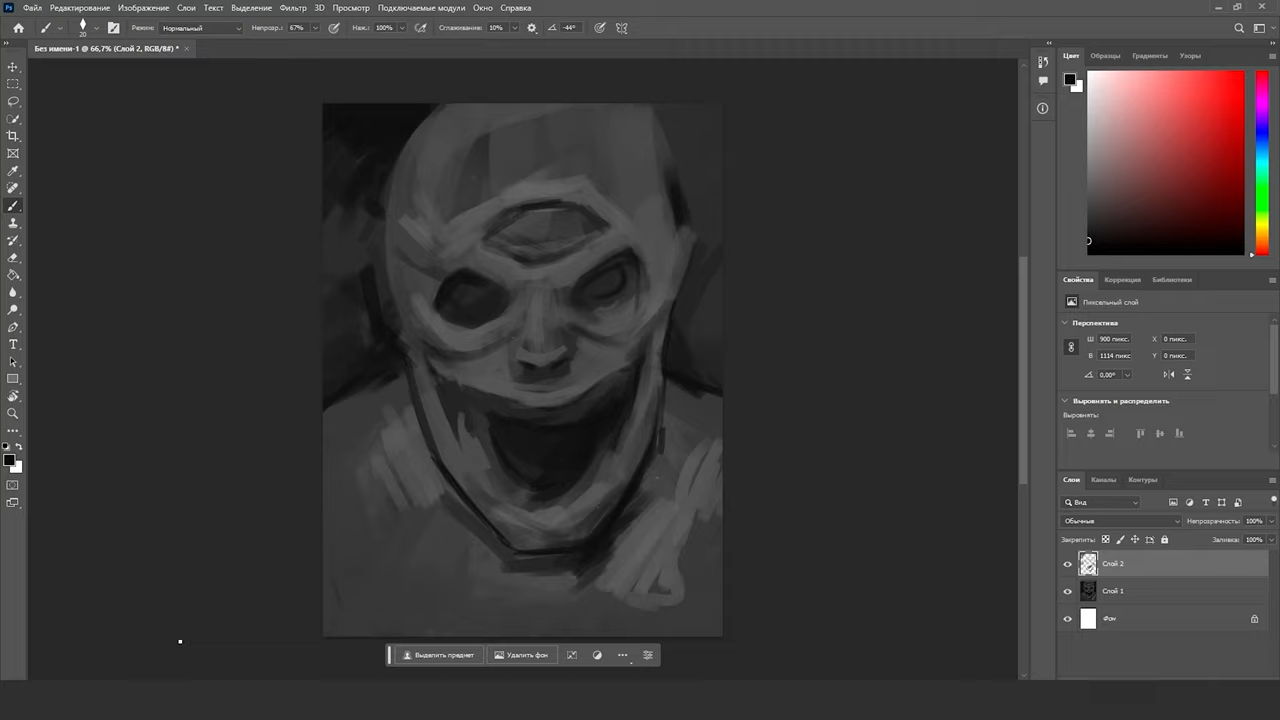 Ps Файл Редактирование Изображение Слои Текст Выделение Фильтр 3D Просмотр Подключаемые модули Окно Справка
20 Режим: Нормальный Непрозр.: 67% Наж.: 100% Сглаживание: 10% -44°
Без имени-1 @ 66,7% (Слой 2, RGB/8#) * ×
Цвет Образцы Градиенты Узоры
Свойства Коррекция Библиотеки
Пиксельный слой
Перспектива
Ш 900 пикс. X 0 пикс.
В 1114 пикс Y 0 пикс.
0,00°
Выровнять и распределить
Выровнять:
Слои Каналы Контуры
Вид
Обычные Непрозрачность: 100%
Закрепить: Заливка: 100%
Слой 2
Слой 1
Фон
Выделить предмет Удалить фон